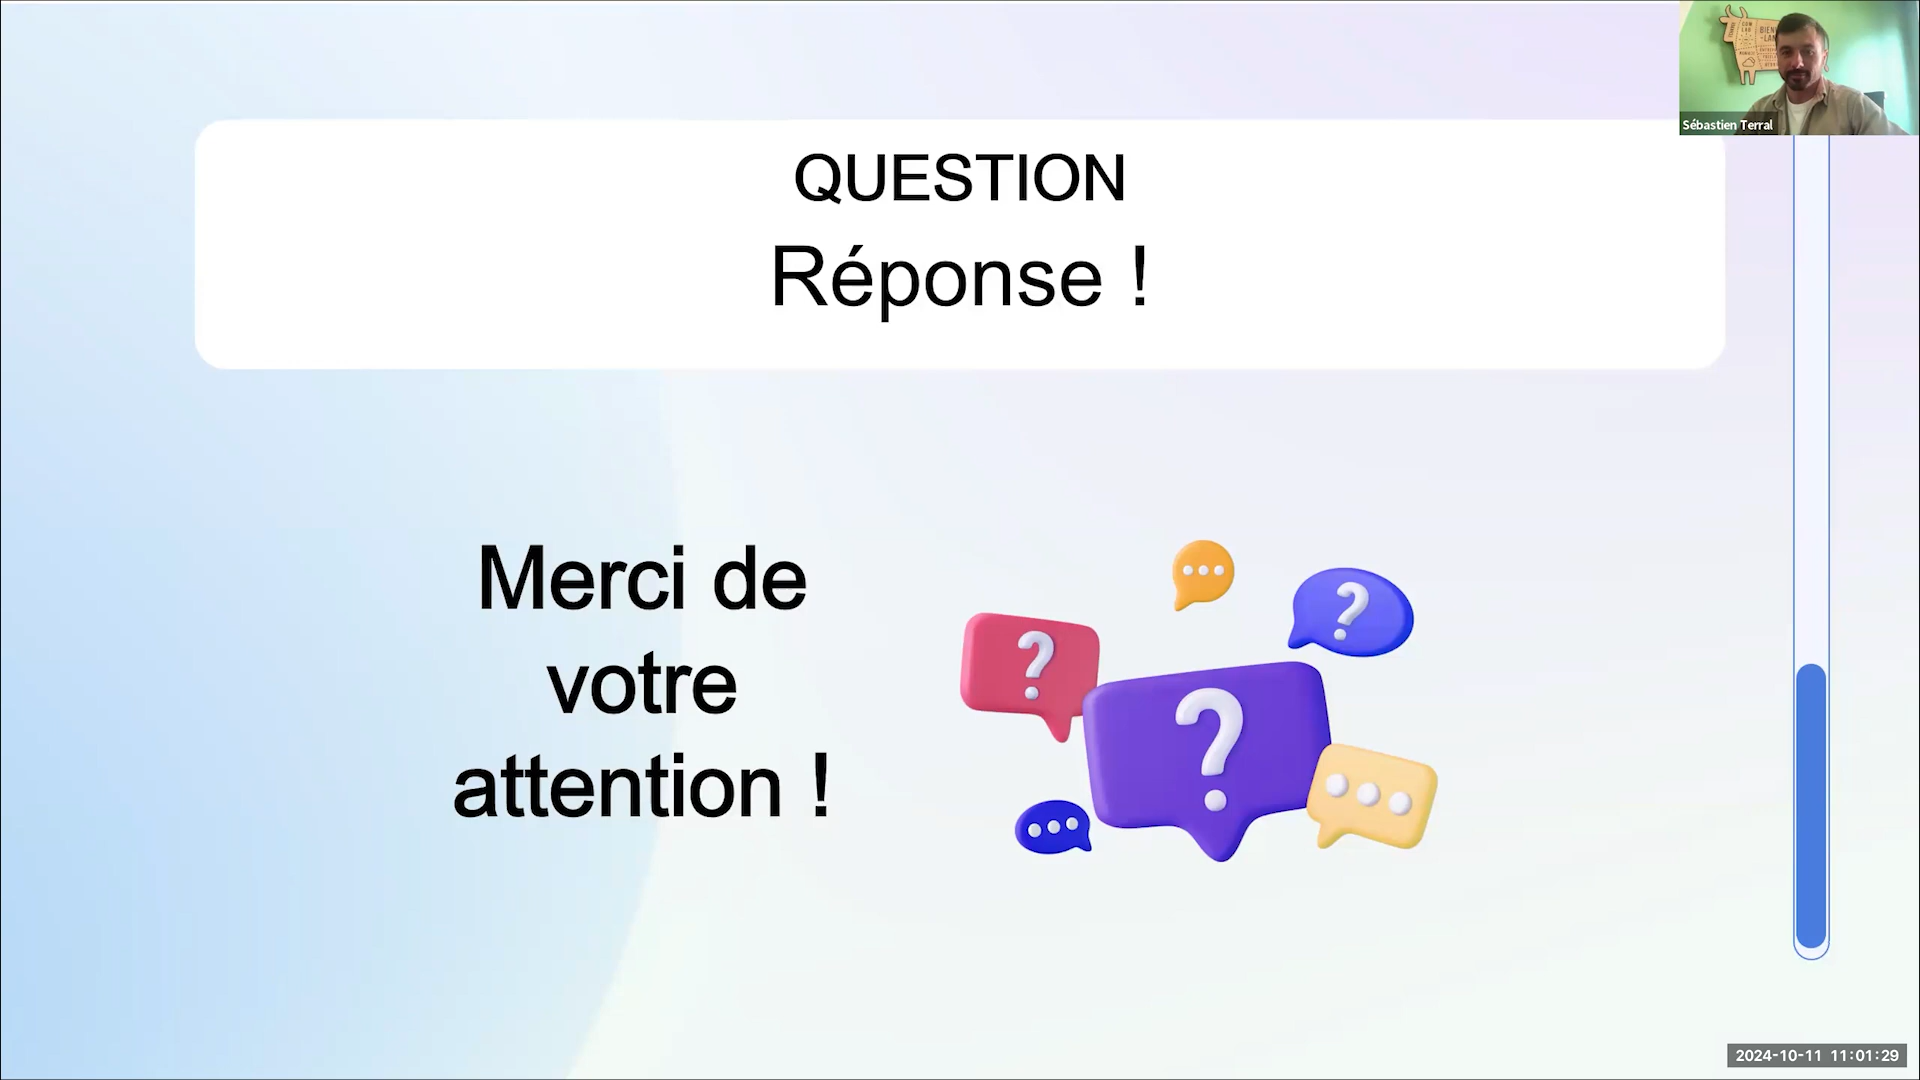 QUESTION
Réponse !
Merci de
votre
attention !
?
?
?
Sébastien Terral
2024-10-11 11:01:29